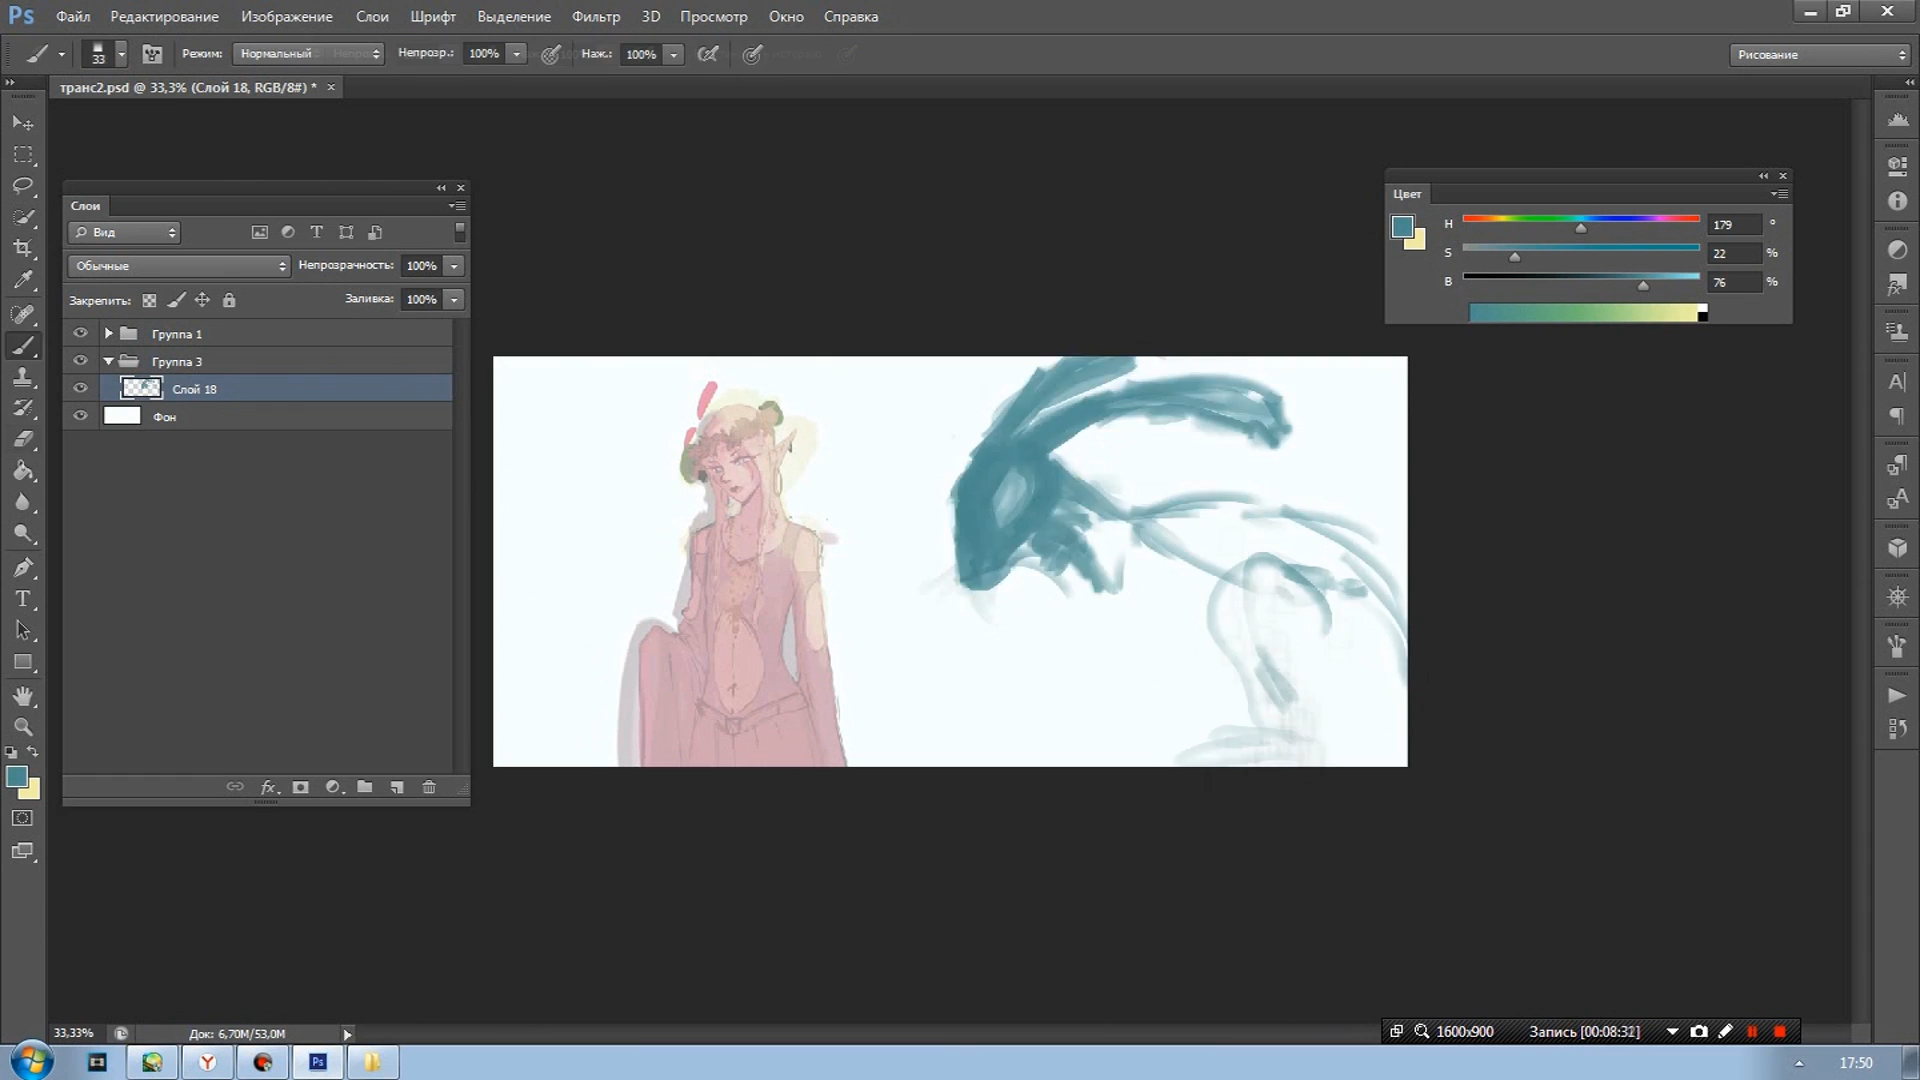 Ps Файл Редактирование Изображение Слои Шрифт Выделение Фильтр 3D Просмотр Окно Справка
33 Режим: Нормальный Непрозр.: 100% Наж.: 100% Рисование
транс2.psd @ 33,3% (Слой 18, RGB/8#) * ×
Слои
Вид
Обычные Непрозрачность: 100%
Закрепить: Заливка: 100%
Группа 1
Группа 3
Слой 18
Фон
fx
Цвет
H 179 °
S 22 %
B 76 %
33,33% Док: 6,70M/53,0M
1600x900 Запись [00:08:32]
Ps
17:50